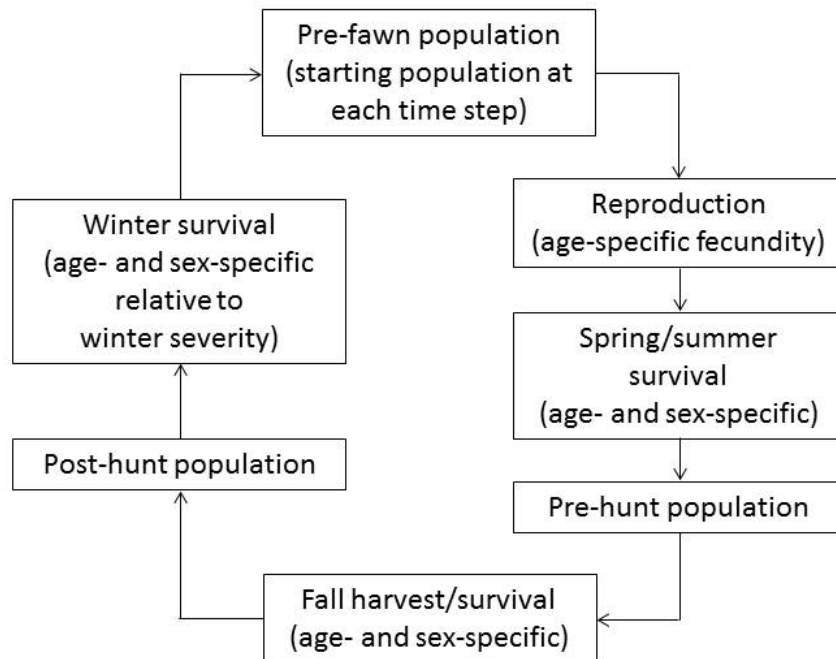 Pre-fawn population
(starting population at
each time step)
Reproduction
(age-specific fecundity)
Spring/summer
survival
(age- and sex-specific)
Pre-hunt population
Fall harvest/survival
(age- and sex-specific)
Post-hunt population
Winter survival
(age- and sex-specific
relative to
winter severity)